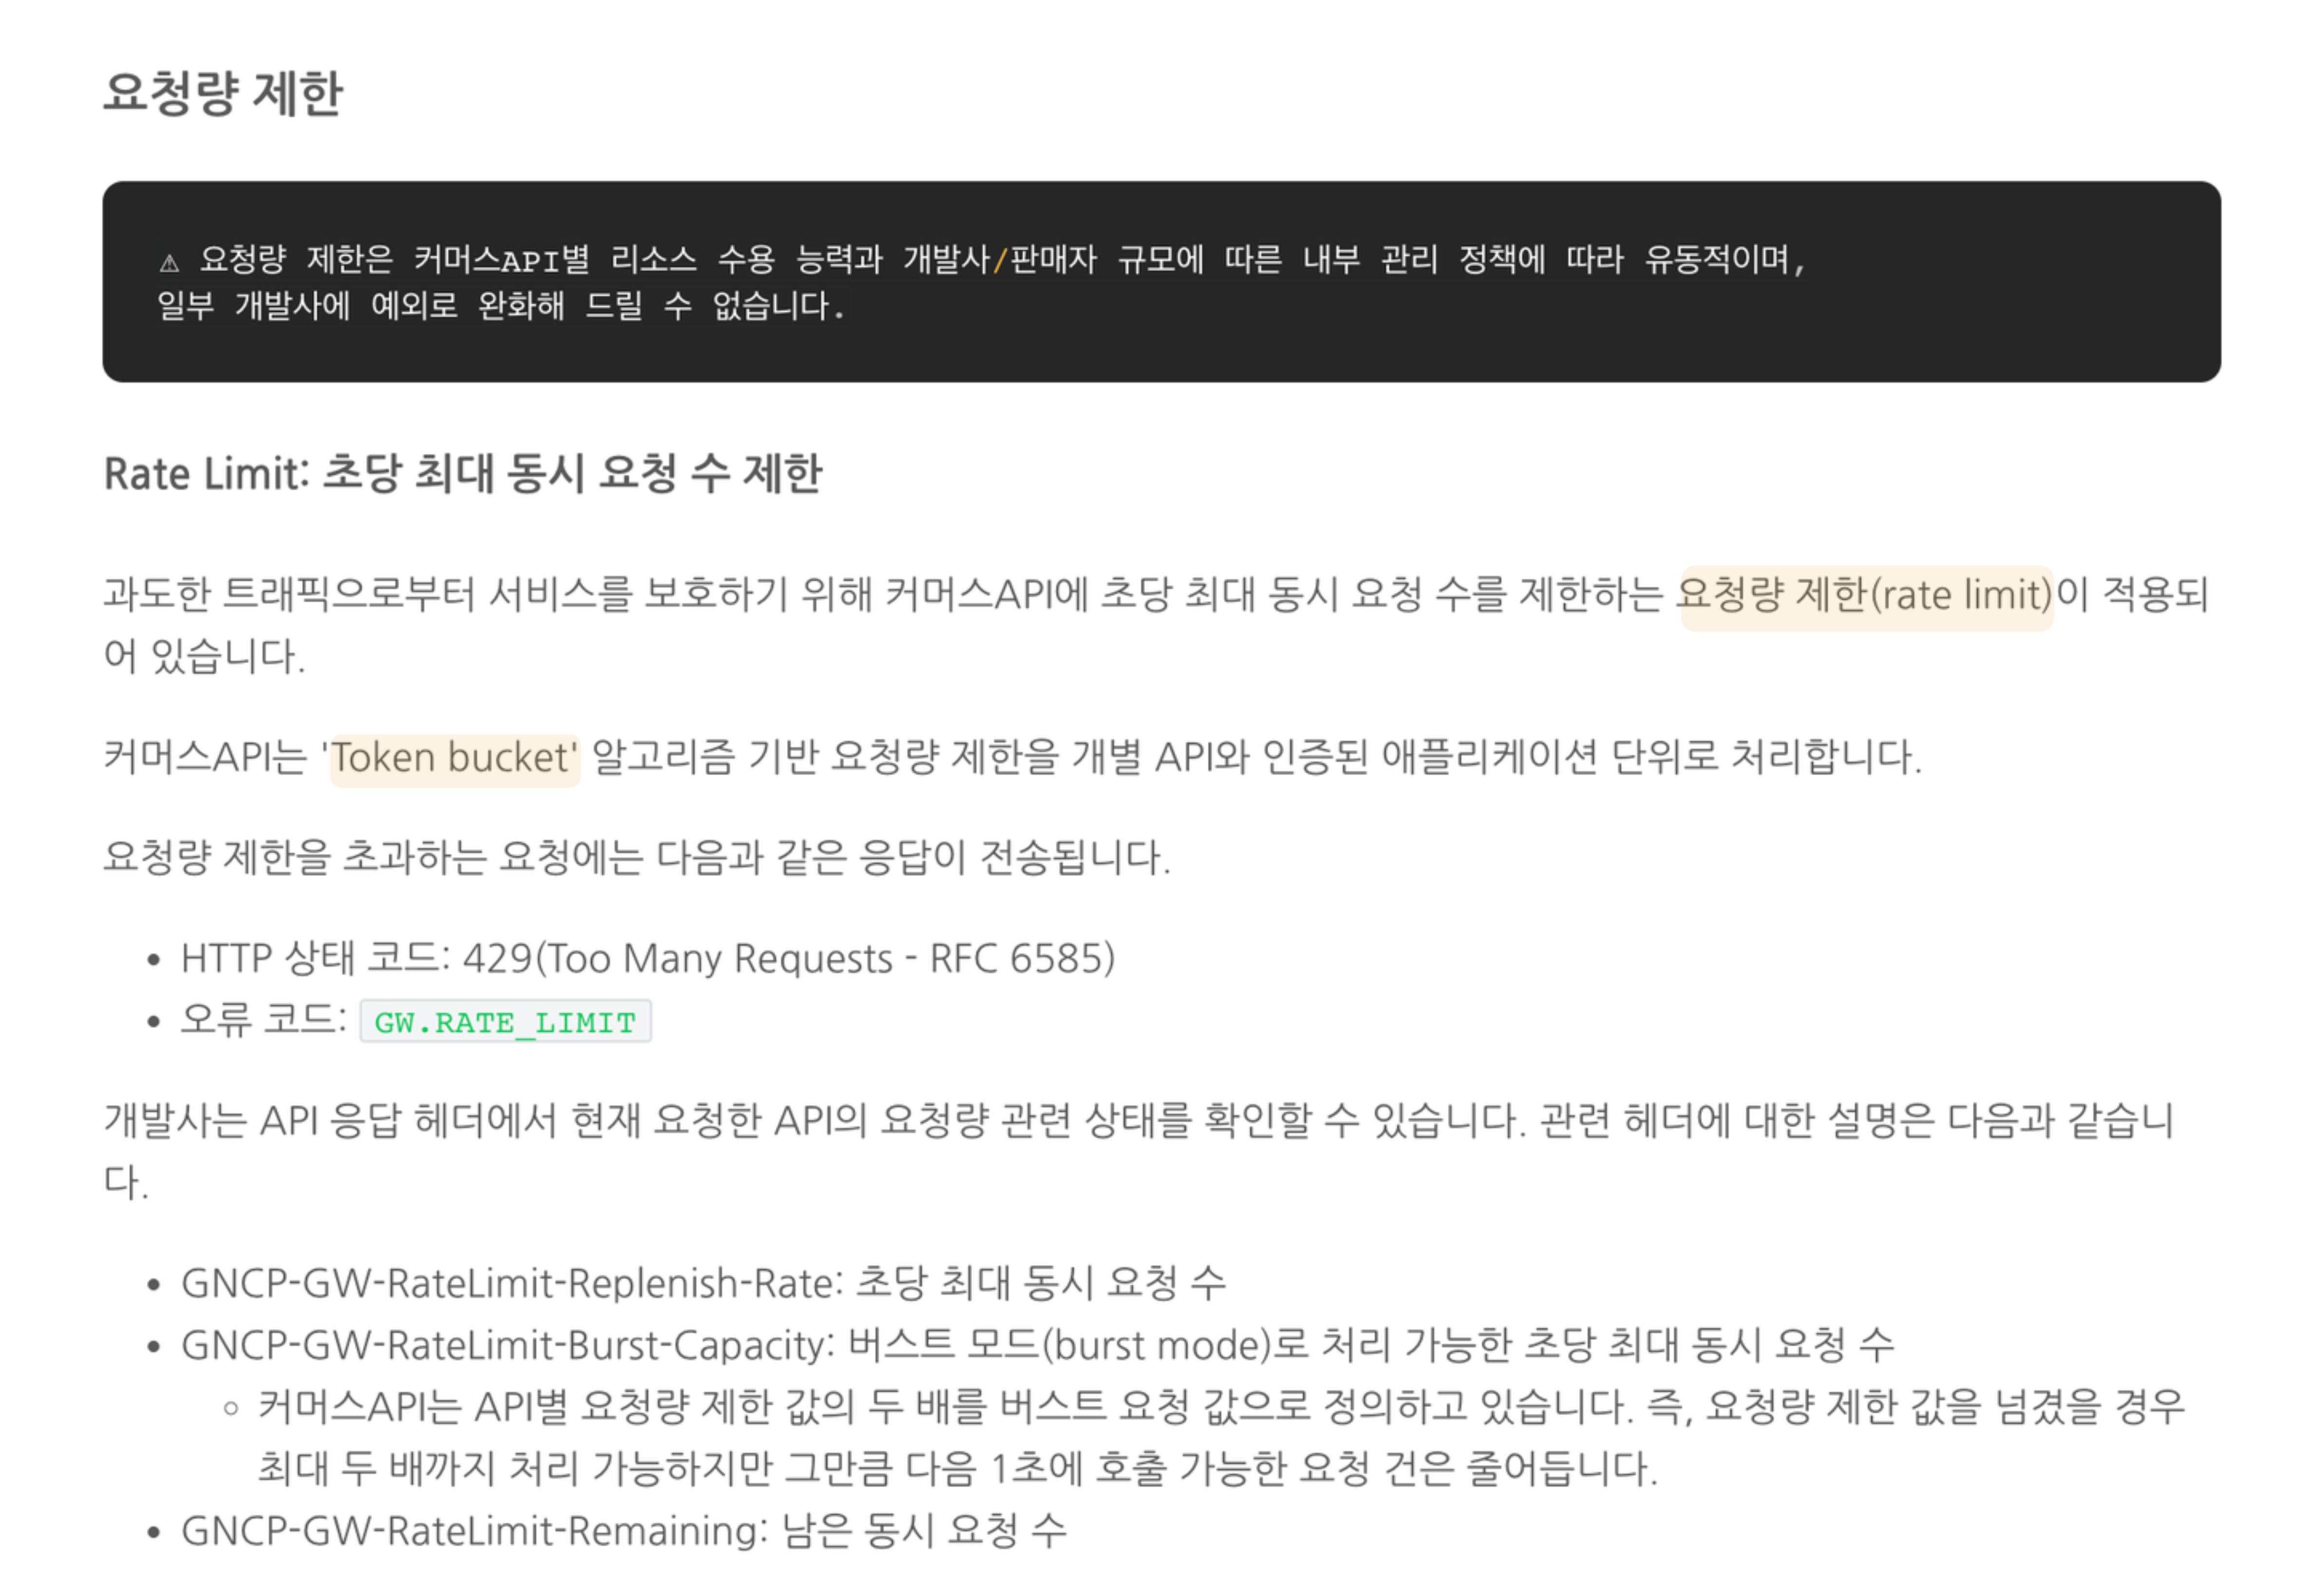 요청량 제한
⚠ 요청량 제한은 커머스API별 리소스 수용 능력과 개발사/판매자 규모에 따른 내부 관리 정책에 따라 유동적이며,
일부 개발사에 예외로 완화해 드릴 수 없습니다.
Rate Limit: 초당 최대 동시 요청 수 제한
과도한 트래픽으로부터 서비스를 보호하기 위해 커머스API에 초당 최대 동시 요청 수를 제한하는 요청량 제한(rate limit)이 적용되
어 있습니다.
커머스API는 'Token bucket' 알고리즘 기반 요청량 제한을 개별 API와 인증된 애플리케이션 단위로 처리합니다.
요청량 제한을 초과하는 요청에는 다음과 같은 응답이 전송됩니다.
• HTTP 상태 코드: 429(Too Many Requests - RFC 6585)
• 오류 코드: GW.RATE_LIMIT
개발사는 API 응답 헤더에서 현재 요청한 API의 요청량 관련 상태를 확인할 수 있습니다. 관련 헤더에 대한 설명은 다음과 같습니
다.
• GNCP-GW-RateLimit-Replenish-Rate: 초당 최대 동시 요청 수
• GNCP-GW-RateLimit-Burst-Capacity: 버스트 모드(burst mode)로 처리 가능한 초당 최대 동시 요청 수
◦ 커머스API는 API별 요청량 제한 값의 두 배를 버스트 요청 값으로 정의하고 있습니다. 즉, 요청량 제한 값을 넘겼을 경우
최대 두 배까지 처리 가능하지만 그만큼 다음 1초에 호출 가능한 요청 건은 줄어듭니다.
• GNCP-GW-RateLimit-Remaining: 남은 동시 요청 수